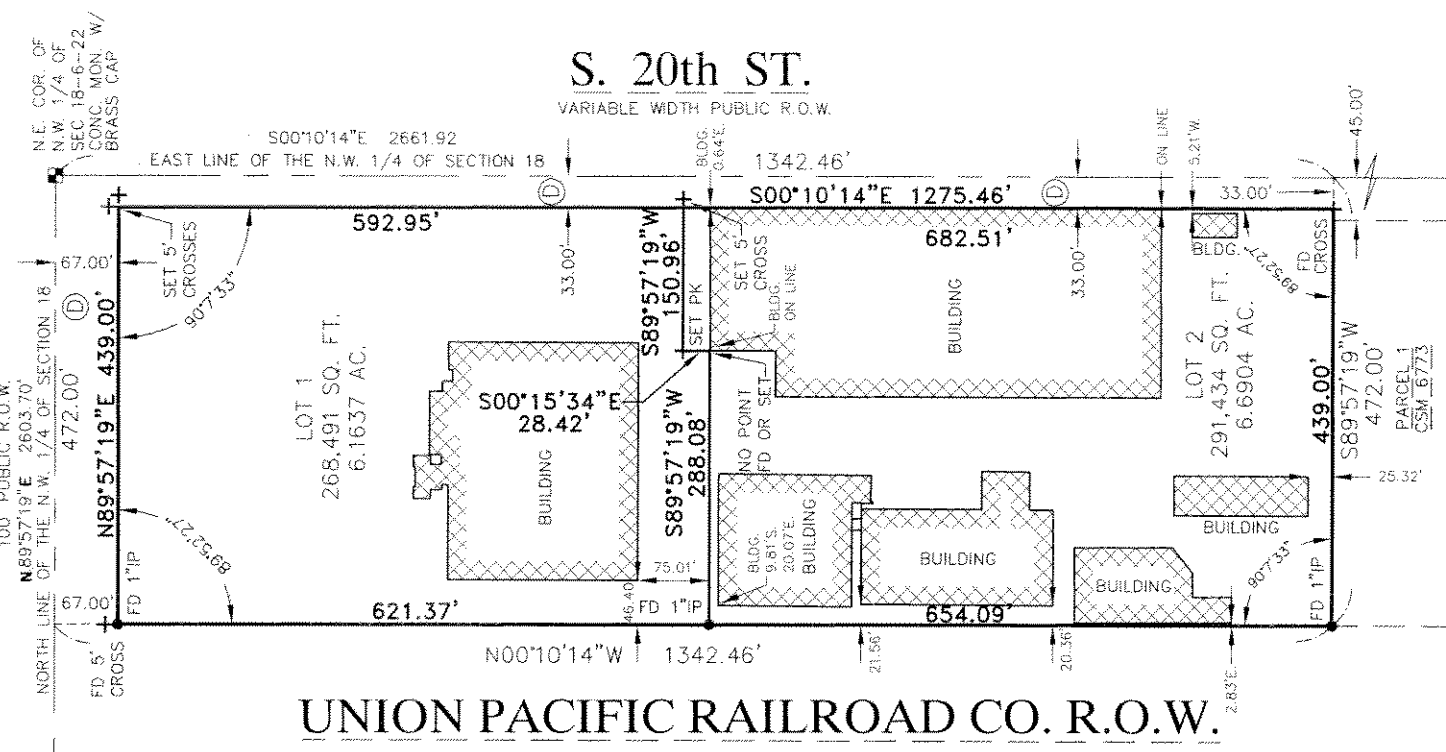 N.E. COR. OF
N.W. 1/4 OF
SEC 18-6-22
CONC. MON. W/
BRASS CAP
S. 20th ST.
VARIABLE WIDTH PUBLIC R.O.W.
S00°10'14"E 2661.92
EAST LINE OF THE N.W. 1/4 OF SECTION 18
BLDG.
0.64'E.
1342.46'
ON LINE
5.21'W.
45.00'
33.00'
D
S00°10'14"E 1275.46'
D
592.95'
682.51'
SET 5'
CROSSES
67.00'
90°7'33"
33.00'
S89°57'19"W
150.96'
SET PK
SET 5'
CROSS
BLDG.
ON LINE
33.00'
BUILDING
BLDG.
89°52'27"
FD
CROSS
PUBLIC R.O.W.
N89°57'19"E 2603.70'
NORTH LINE OF THE N.W. 1/4 OF SECTION 18
D
472.00'
N89°57'19"E 439.00'
LOT 1
268,491 SQ. FT.
6.1637 AC.
S00°15'34"E
28.42'
BUILDING
S89°57'19"W
288.08'
NO POINT
FD OR SET
LOT 2
291,434 SQ. FT.
6.6904 AC.
439.00'
S89°57'19"W
472.00'
PARCEL 1
CSM 6773
25.32'
BUILDING
BLDG.
9.81'S.
20.07'E.
BUILDING
BUILDING
BUILDING
90°7'33"
89°52'27"
67.00'
FD 1"IP
FD 5'
CROSS
621.37'
46.40
75.01'
FD 1"IP
654.09'
FD 1"IP
N00°10'14"W 1342.46'
21.56'
20.36'
2.83'E.
UNION PACIFIC RAILROAD CO. R.O.W.